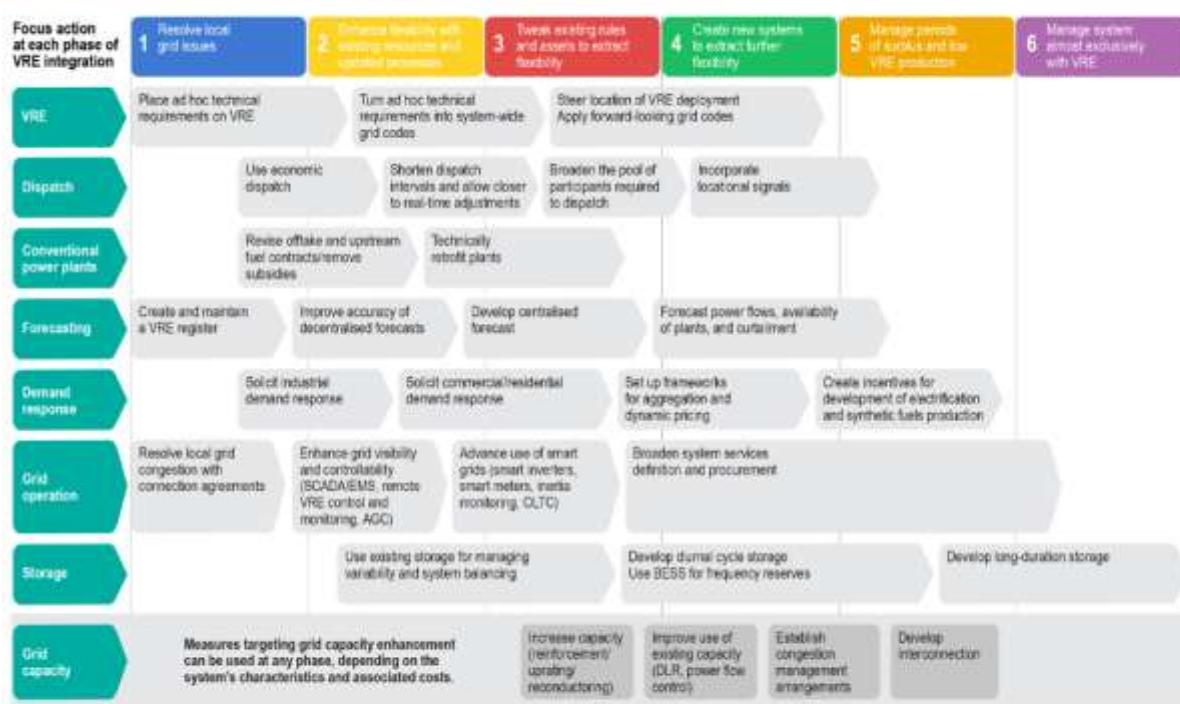 Focus action
at each phase of
VRE integration
1
Resolve local
grid issues
2
Enhance flexibility with
existing resources and
updated processes
3
Tweak existing rules
and assets to extract
flexibility
4
Create new systems
to extract further
flexibility
5
Manage periods
of surplus and low
VRE production
6
Manage system
almost exclusively
with VRE
VRE
Place ad hoc technical
requirements on VRE
Turn ad hoc technical
requirements into system-wide
grid codes
Steer location of VRE deployment
Apply forward-looking grid codes
Dispatch
Use economic
dispatch
Shorten dispatch
intervals and allow closer
to real-time adjustments
Broaden the pool of
participants required
to dispatch
Incorporate
locational signals
Conventional
power plants
Revise offtake and upstream
fuel contracts/remove
subsidies
Technically
retrofit plants
Forecasting
Create and maintain
a VRE register
Improve accuracy of
decentralised forecasts
Develop centralised
forecast
Forecast power flows, availability
of plants, and curtailment
Demand
response
Solicit industrial
demand response
Solicit commercial/residential
demand response
Set up frameworks
for aggregation and
dynamic pricing
Create incentives for
development of electrification
and synthetic fuels production
Grid
operation
Resolve local grid
congestion with
connection agreements
Enhance grid visibility
and controllability
(SCADA/EMS, remote
VRE control and
monitoring, AGC)
Advance use of smart
grids (smart inverters,
smart meters, inertia
monitoring, OLTC)
Broaden system services
definition and procurement
Storage
Use existing storage for managing
variability and system balancing
Develop diurnal cycle storage
Use BESS for frequency reserves
Develop long-duration storage
Grid
capacity
Measures targeting grid capacity enhancement
can be used at any phase, depending on the
system's characteristics and associated costs.
Increase capacity
(reinforcement/
uprating/
reconductoring)
Improve use of
existing capacity
(DLR, power flow
control)
Establish
congestion
management
arrangements
Develop
interconnection